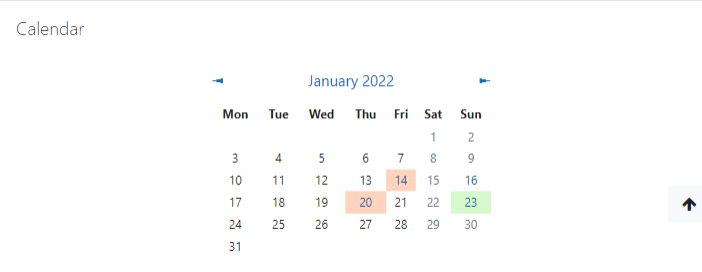 Calendar
January 2022
Mon Tue Wed Thu Fri Sat Sun
1 2
3 4 5 6 7 8 9
10 11 12 13 14 15 16
17 18 19 20 21 22 23
24 25 26 27 28 29 30
31